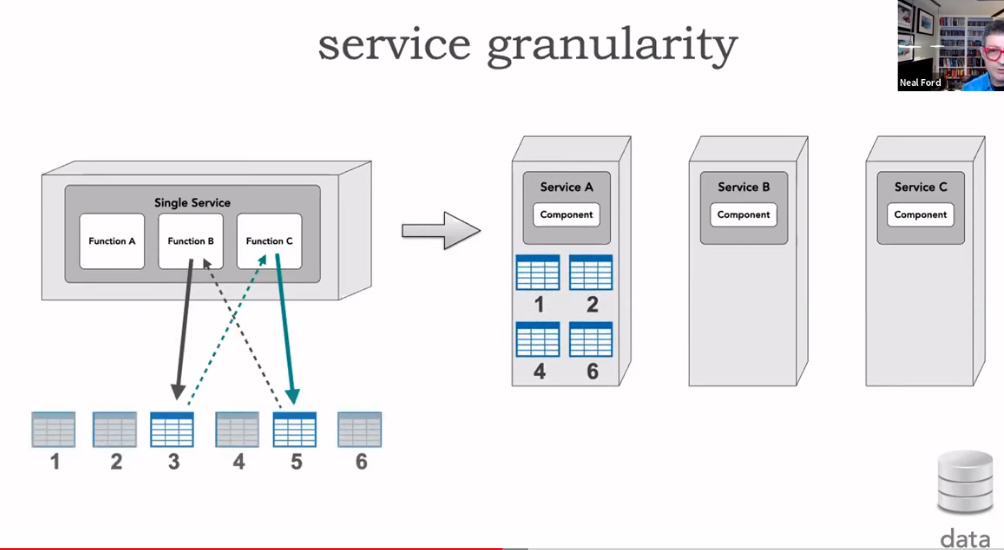 service granularity
Neal Ford
Single Service
Function A
Function B
Function C
1
2
3
4
5
6
Service A
Component
1
2
4
6
Service B
Component
Service C
Component
data